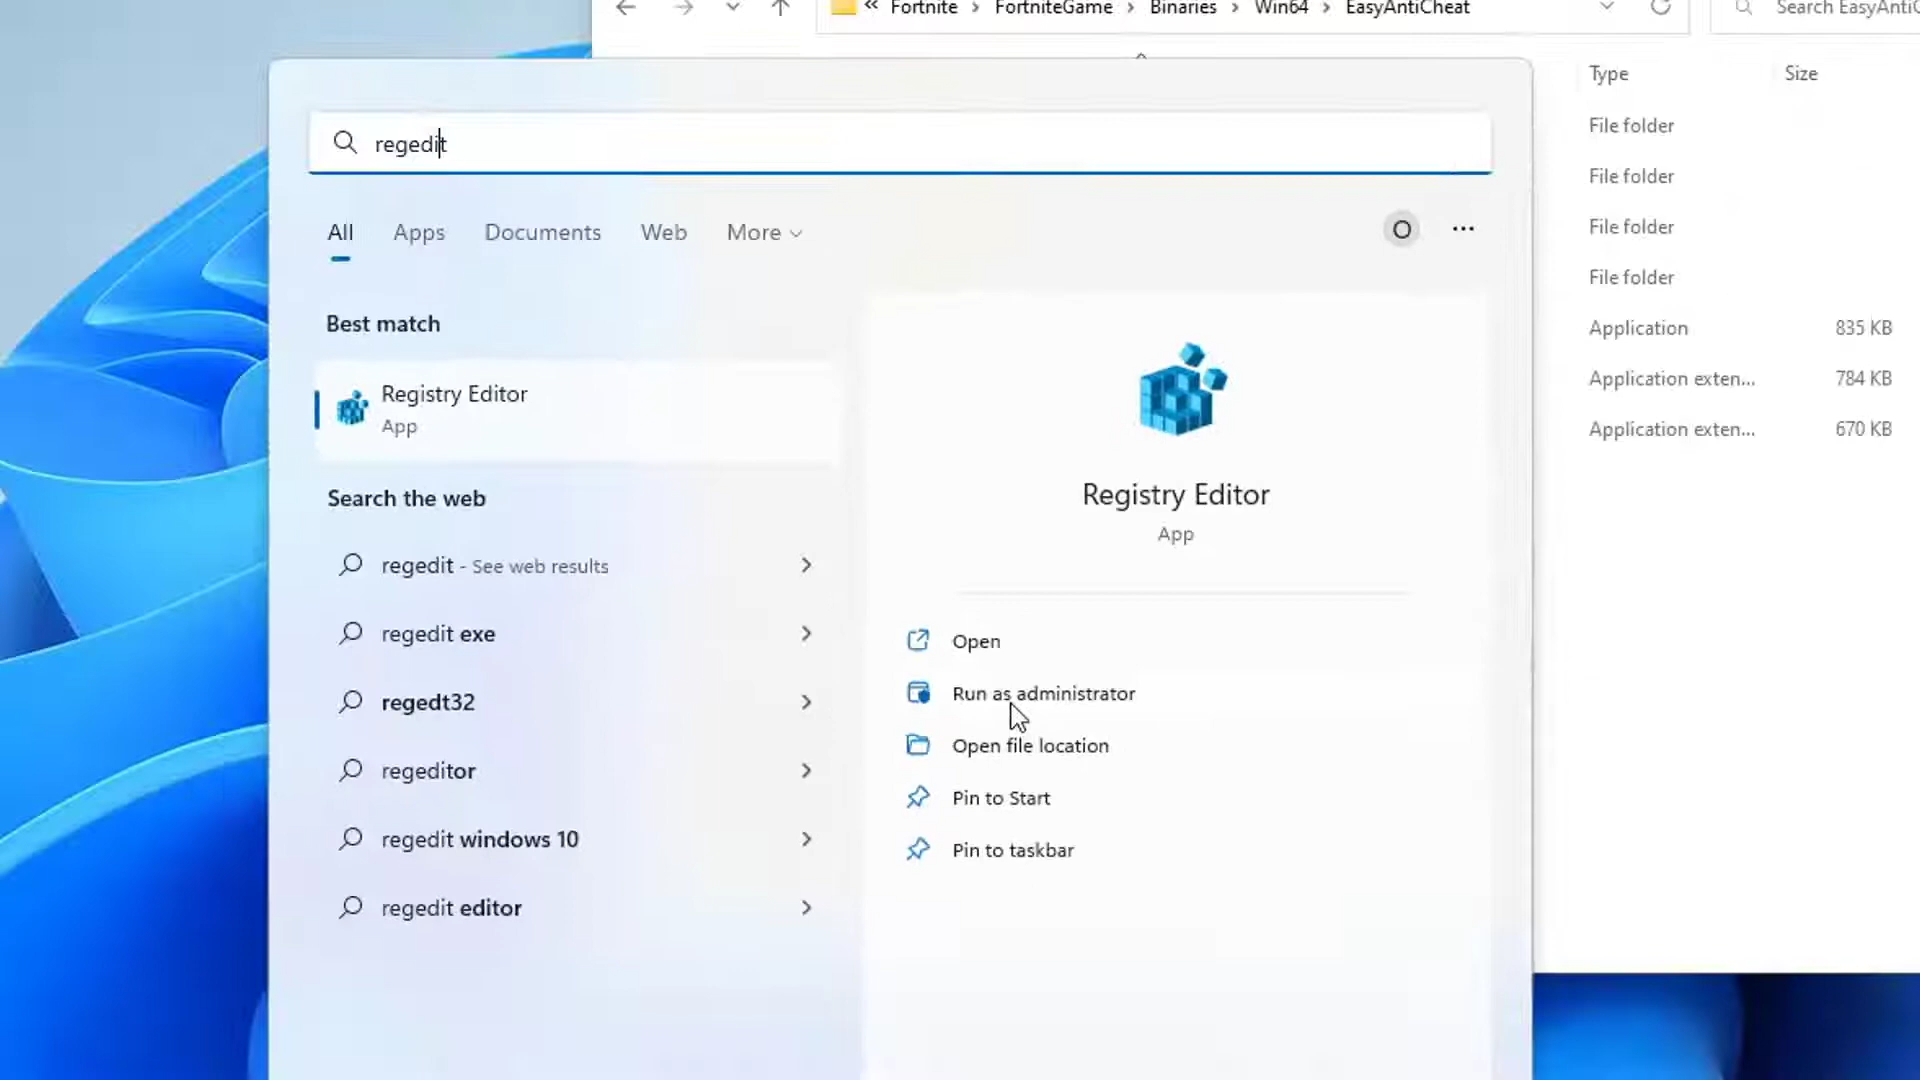 « Fortnite › FortniteGame › Binaries › Win64 › EasyAntiCheat
Type Size
File folder
File folder
File folder
File folder
Application 835 KB
Application exten... 784 KB
Application exten... 670 KB
regedit
All Apps Documents Web More
O ...
Best match
Registry Editor
App
Search the web
regedit - See web results
regedit exe
regedt32
regeditor
regedit windows 10
regedit editor
Registry Editor
App
Open
Run as administrator
Open file location
Pin to Start
Pin to taskbar